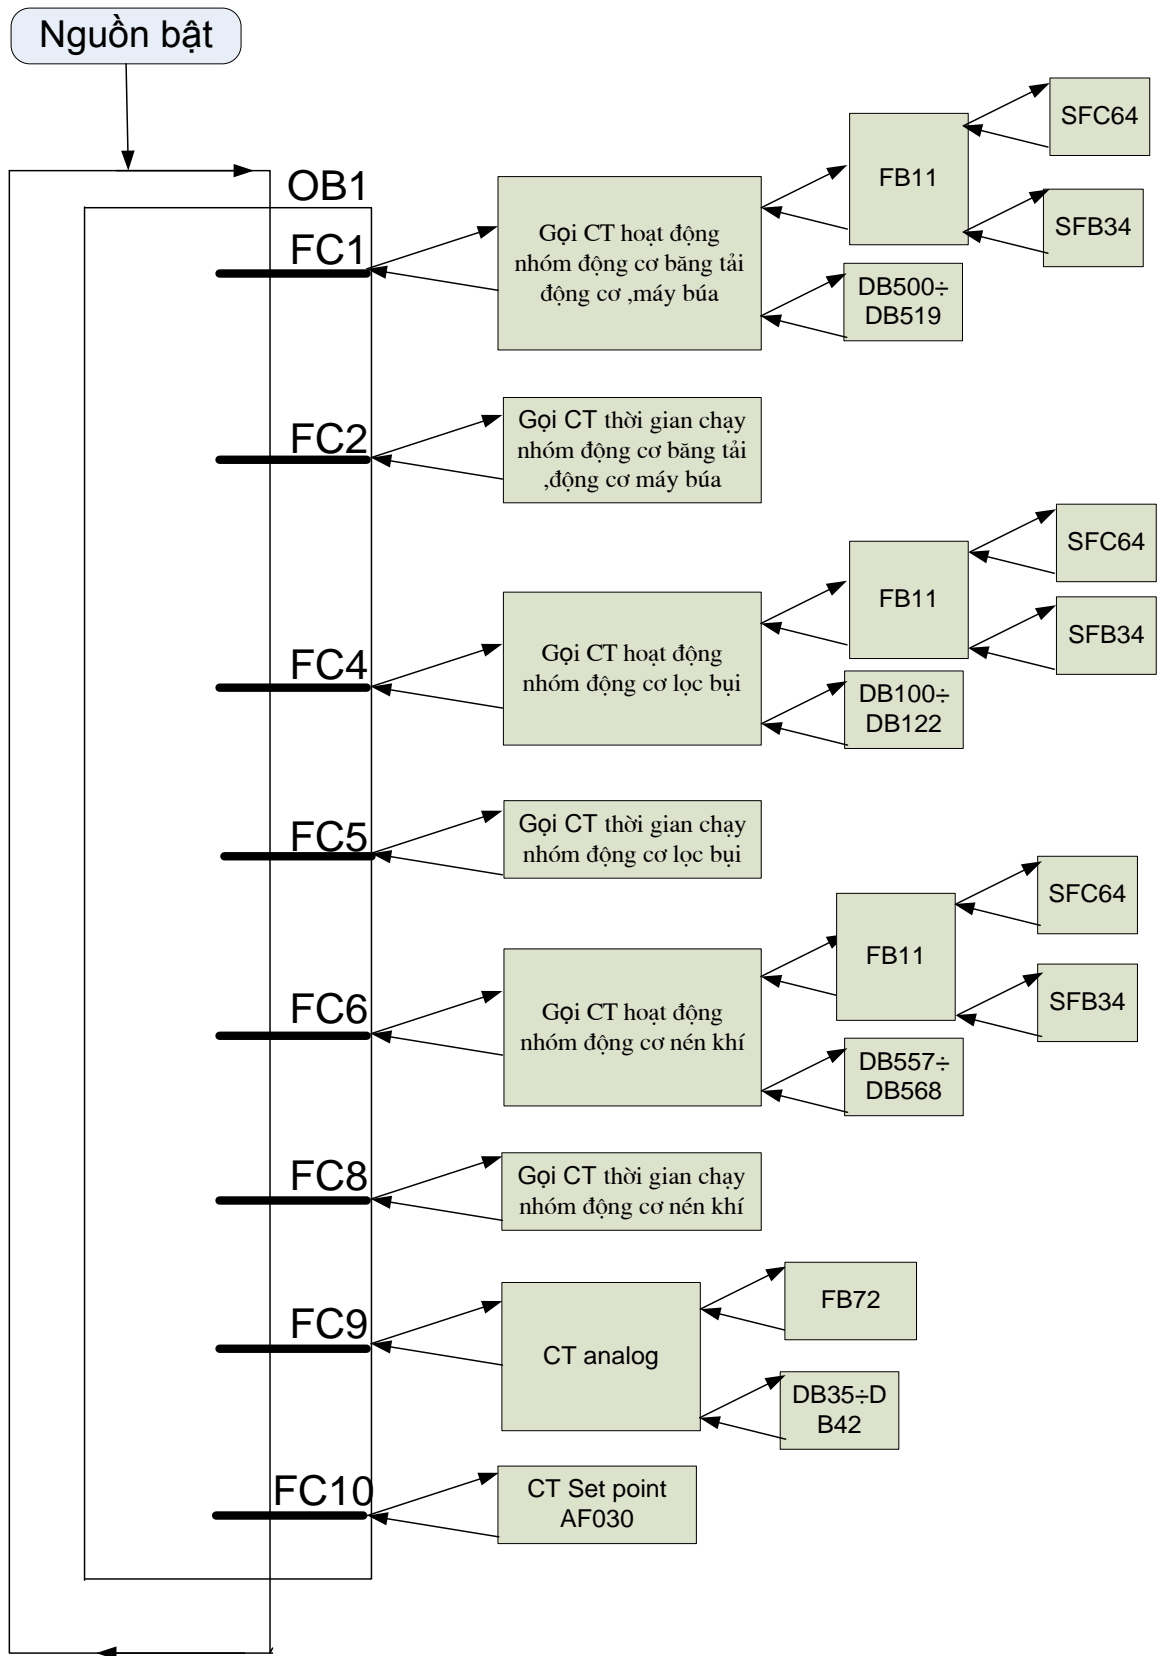 Nguồn bật
OB1
FC1
Gọi CT hoạt động
nhóm động cơ băng tải
động cơ ,máy búa
FB11
SFC64
SFB34
DB500÷
DB519
FC2
Gọi CT thời gian chạy
nhóm động cơ băng tải
,động cơ máy búa
FC4
Gọi CT hoạt động
nhóm động cơ lọc bụi
FB11
SFC64
SFB34
DB100÷
DB122
FC5
Gọi CT thời gian chạy
nhóm động cơ lọc bụi
FC6
Gọi CT hoạt động
nhóm động cơ nén khí
FB11
SFC64
SFB34
DB557÷
DB568
FC8
Gọi CT thời gian chạy
nhóm động cơ nén khí
FC9
CT analog
FB72
DB35÷D
B42
FC10
CT Set point
AF030